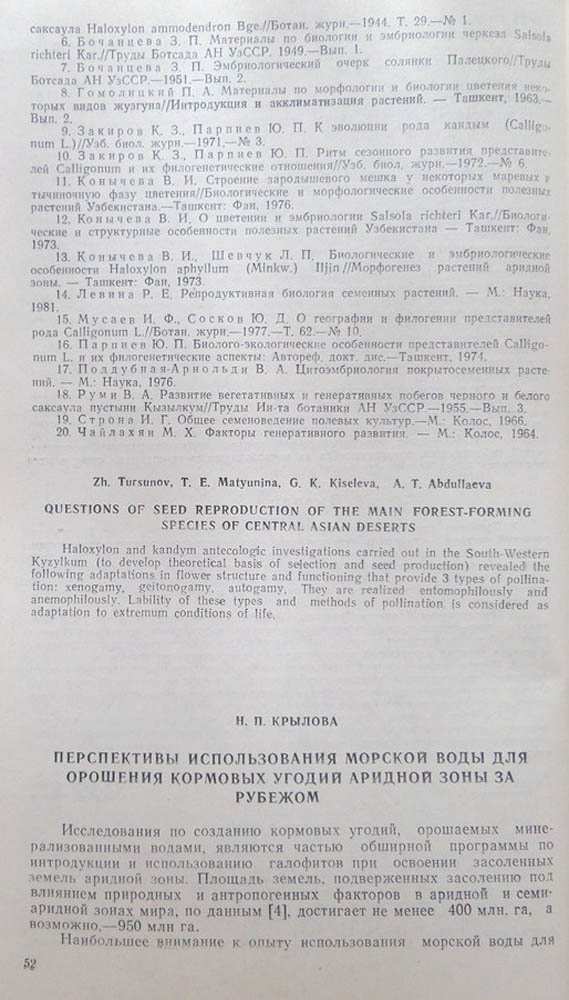 саксаула Haloxylon ammodendron Bge.//Ботан. журн.—1944. Т. 29.—№ 1.
6. Бочанцева З. П. Материалы по биологии и эмбриологии черкеза Salsola
richteri Kar.//Труды Ботсада АН УзССР. 1949.—Вып. 1.
7. Бочанцева З. П. Эмбриологический очерк солянки Палецкого//Труды
Ботсада АН УзССР.—1951.—Вып. 2.
8. Гомолицкий П. А. Материалы по морфологии и биологии цветения неко-
торых видов жузгуна//Интродукция и акклиматизация растений. — Ташкент, 1963.—
Вып. 2.
9. Закиров К. З., Парпиев Ю. П. К эволюции рода кандым (Calligo-
num L.)//Узб. биол. журн.—1971.—№ 3.
10. Закиров К. З., Парпиев Ю. П. Ритм сезонного развития представите-
лей Calligonum и их филогенетические отношения//Узб. биол. журн.—1972.—№ 6.
11. Конычева В. И. Строение зародышевого мешка у некоторых маревых в
тычиночную фазу цветения//Биологические и морфологические особенности полезных
растений Узбекистана.—Ташкент: Фан, 1976.
12. Конычева В. И. О цветении и эмбриологии Salsola richteri Kar.//Биологи-
ческие и структурные особенности полезных растений Узбекистана — Ташкент: Фан,
1973.
13. Конычева В. И., Шевчук Л. П. Биологические и эмбриологические
особенности Haloxylon aphyllum (Minkw.) Iljin//Морфогенез растений аридной
зоны. — Ташкент: Фан, 1973.
14. Левина Р. Е. Репродуктивная биология семенных растений. — М.: Наука,
1981.
15. Мусаев И. Ф., Сосков Ю. Д. О географии и филогении представителей
рода Calligonum L.//Ботан. журн.—1977.—Т. 62.—№ 10.
16. Парпиев Ю. П. Биолого-экологические особенности представителей Calligo-
num L. и их филогенетические аспекты: Автореф. докт. дис.—Ташкент, 1974.
17. Поддубная-Арнольди В. А. Цитоэмбриология покрытосеменных расте-
ний. — М.: Наука, 1976.
18. Руми В. А. Развитие вегетативных и генеративных побегов черного и белого
саксаула пустыни Кызылкум//Труды Ин-та ботаники АН УзССР.—1955.—Вып. 3.
19. Строна И. Г. Общее семеноведение полевых культур.—М.: Колос, 1966.
20. Чайлахян М. Х. Факторы генеративного развития. — М.: Колос, 1964.
Zh. Tursunov, T. E. Matyunina, G. K. Kiseleva, A. T. Abdullaeva
QUESTIONS OF SEED REPRODUCTION OF THE MAIN FOREST-FORMING
SPECIES OF CENTRAL ASIAN DESERTS
Haloxylon and kandym antecologic investigations carried out in the South-Western
Kyzylkum (to develop theoretical basis of selection and seed production) revealed the
following adaptations in flower structure and functioning that provide 3 types of pollina-
tion: xenogamy, geitonogamy, autogamy. They are realized entomophilously and
anemophilously. Lability of these types and methods of pollination is considered as
adaptation to extremum conditions of life.
Н. П. КРЫЛОВА
ПЕРСПЕКТИВЫ ИСПОЛЬЗОВАНИЯ МОРСКОЙ ВОДЫ ДЛЯ
ОРОШЕНИЯ КОРМОВЫХ УГОДИЙ АРИДНОЙ ЗОНЫ ЗА
РУБЕЖОМ
Исследования по созданию кормовых угодий, орошаемых мине-
рализованными водами, являются частью обширной программы по
интродукции и использованию галофитов при освоении засоленных
земель аридной зоны. Площадь земель, подверженных засолению под
влиянием природных и антропогенных факторов в аридной и семи-
аридной зонах мира, по данным [4], достигает не менее 400 млн. га, а
возможно,—950 млн га.
Наибольшее внимание к опыту использования морской воды для
52